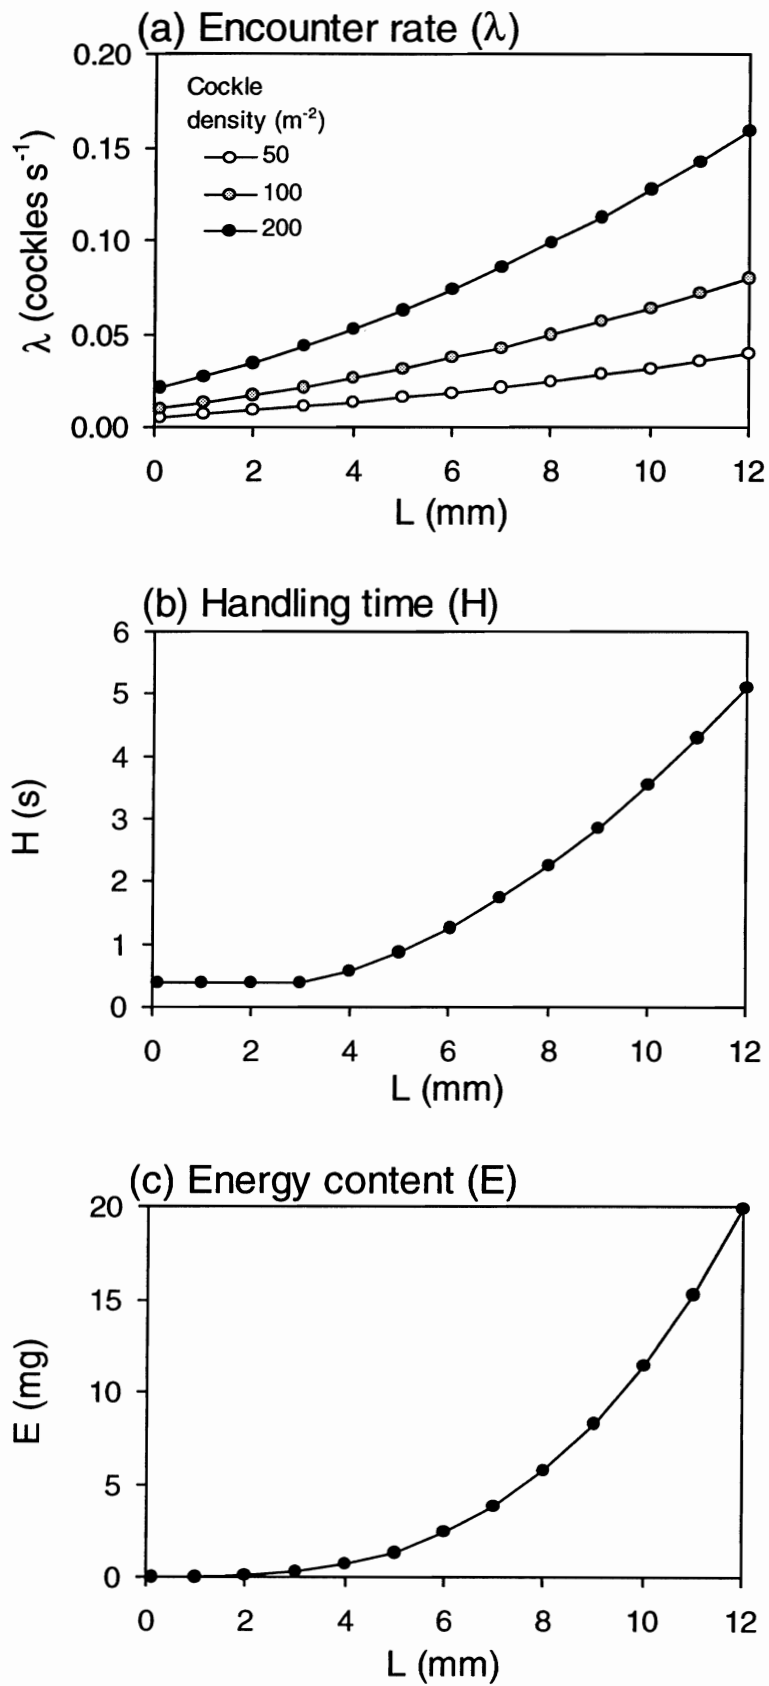 (a) Encounter rate (λ)
0.20
0.15
0.10
0.05
0.00
λ (cockles s⁻¹)
Cockle
density (m⁻²)
50
100
200
0 2 4 6 8 10 12
L (mm)
(b) Handling time (H)
6
5
4
3
2
1
0
H (s)
0 2 4 6 8 10 12
L (mm)
(c) Energy content (E)
20
15
10
5
0
E (mg)
0 2 4 6 8 10 12
L (mm)